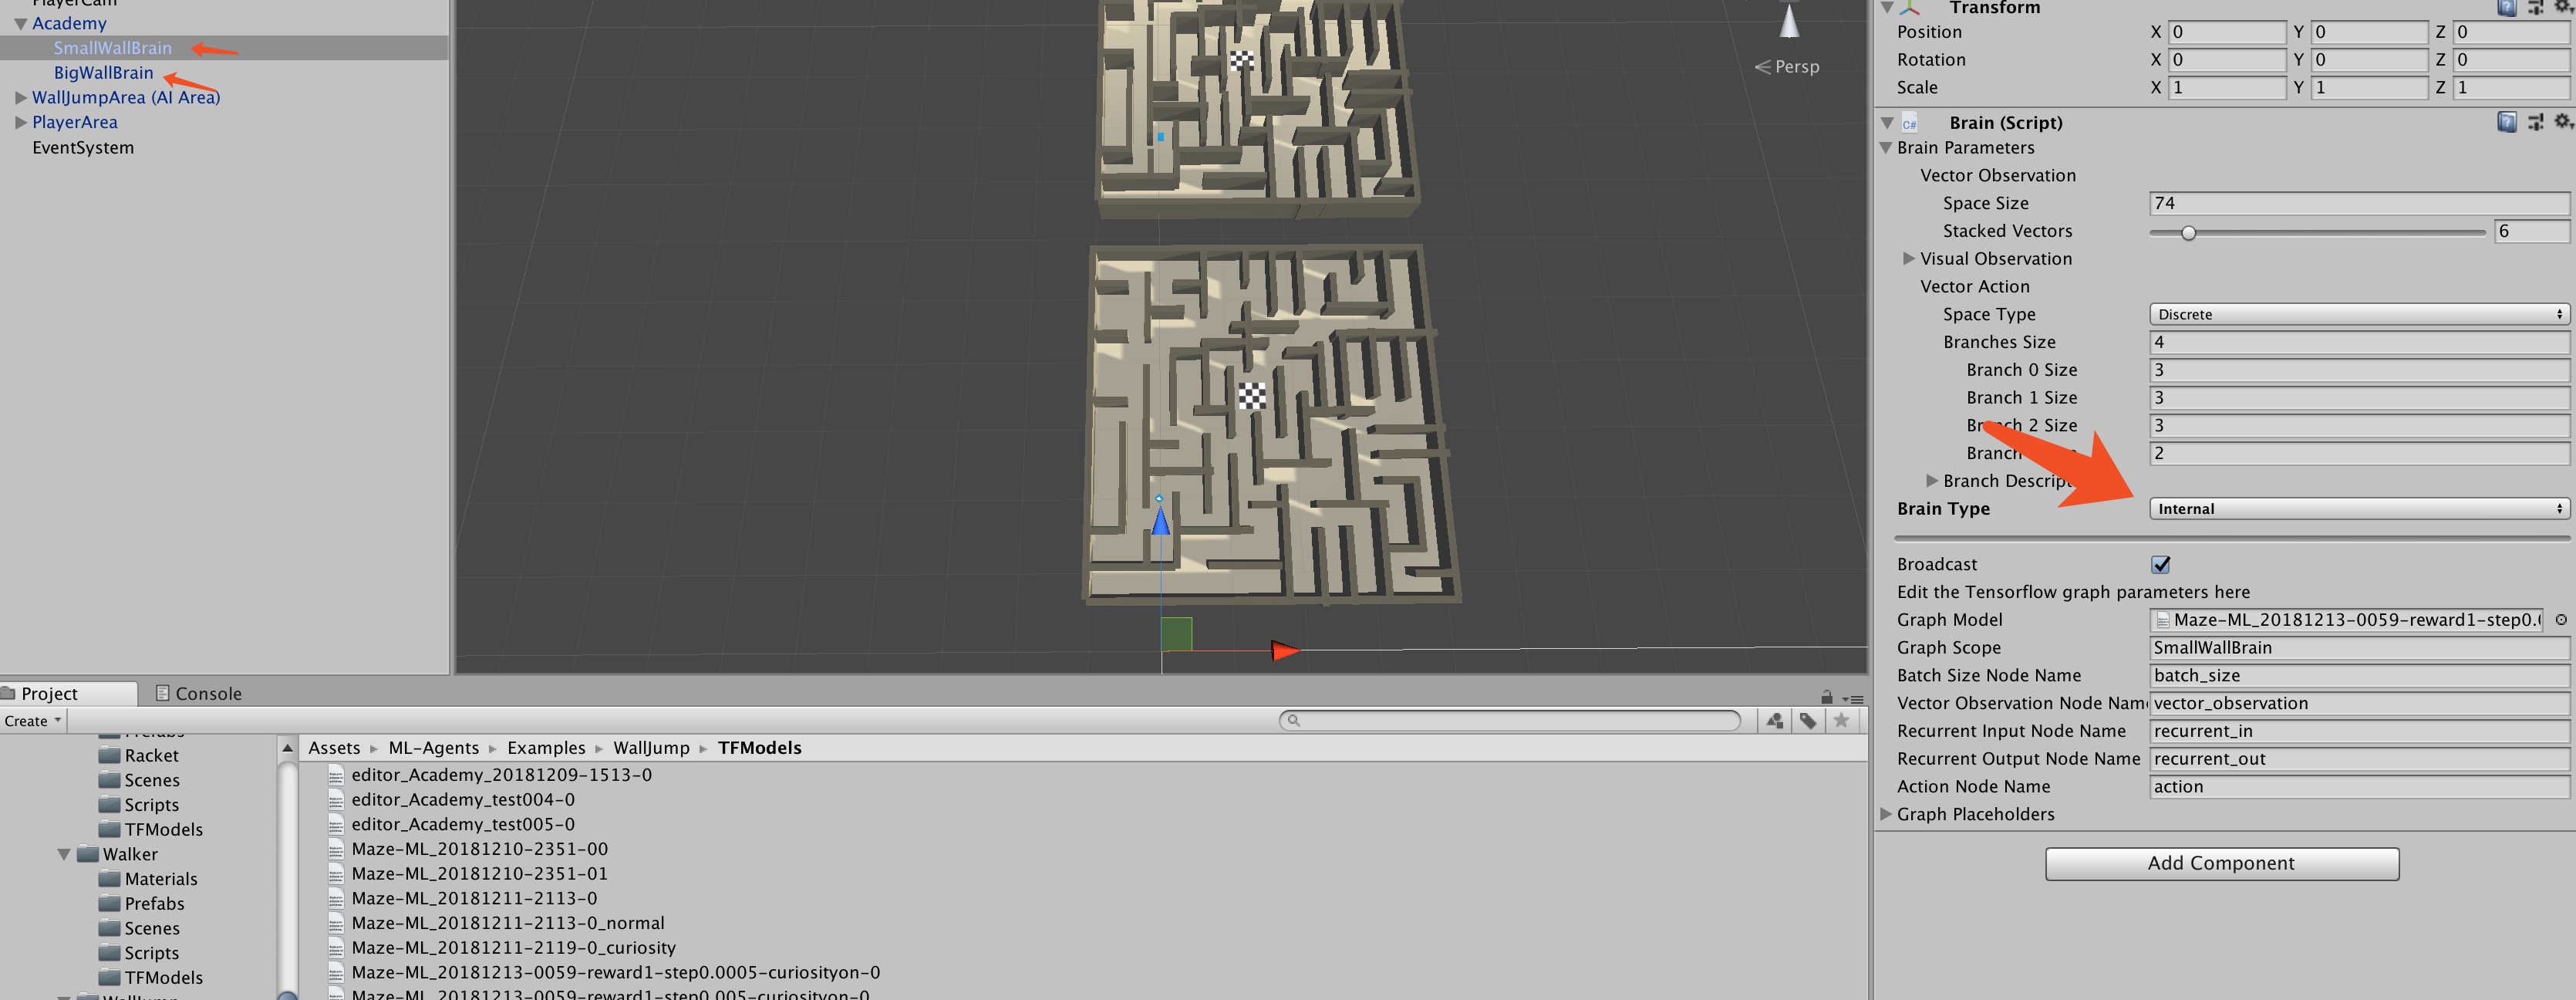 PlayerCam
Academy
SmallWallBrain
BigWallBrain
WallJumpArea (AI Area)
PlayerArea
EventSystem
Persp
Project
Console
Create
Prefabs
Racket
Scenes
Scripts
TFModels
Walker
Materials
Prefabs
Scenes
Scripts
TFModels
WallJump
Assets ▸ ML-Agents ▸ Examples ▸ WallJump ▸ TFModels
editor_Academy_20181209-1513-0
editor_Academy_test004-0
editor_Academy_test005-0
Maze-ML_20181210-2351-00
Maze-ML_20181210-2351-01
Maze-ML_20181211-2113-0
Maze-ML_20181211-2113-0_normal
Maze-ML_20181211-2119-0_curiosity
Maze-ML_20181213-0059-reward1-step0.0005-curiosityon-0
Maze-ML_20181213-0059-reward1-step0.005-curiosityon-0
Transform
Position X 0 Y 0 Z 0
Rotation X 0 Y 0 Z 0
Scale X 1 Y 1 Z 1
C# Brain (Script)
Brain Parameters
Vector Observation
Space Size 74
Stacked Vectors 6
Visual Observation
Vector Action
Space Type Discrete
Branches Size 4
Branch 0 Size 3
Branch 1 Size 3
Branch 2 Size 3
Branch 2
Branch Descript
Brain Type Internal
Broadcast
Edit the Tensorflow graph parameters here
Graph Model Maze-ML_20181213-0059-reward1-step0.
Graph Scope SmallWallBrain
Batch Size Node Name batch_size
Vector Observation Node Nam vector_observation
Recurrent Input Node Name recurrent_in
Recurrent Output Node Name recurrent_out
Action Node Name action
Graph Placeholders
Add Component